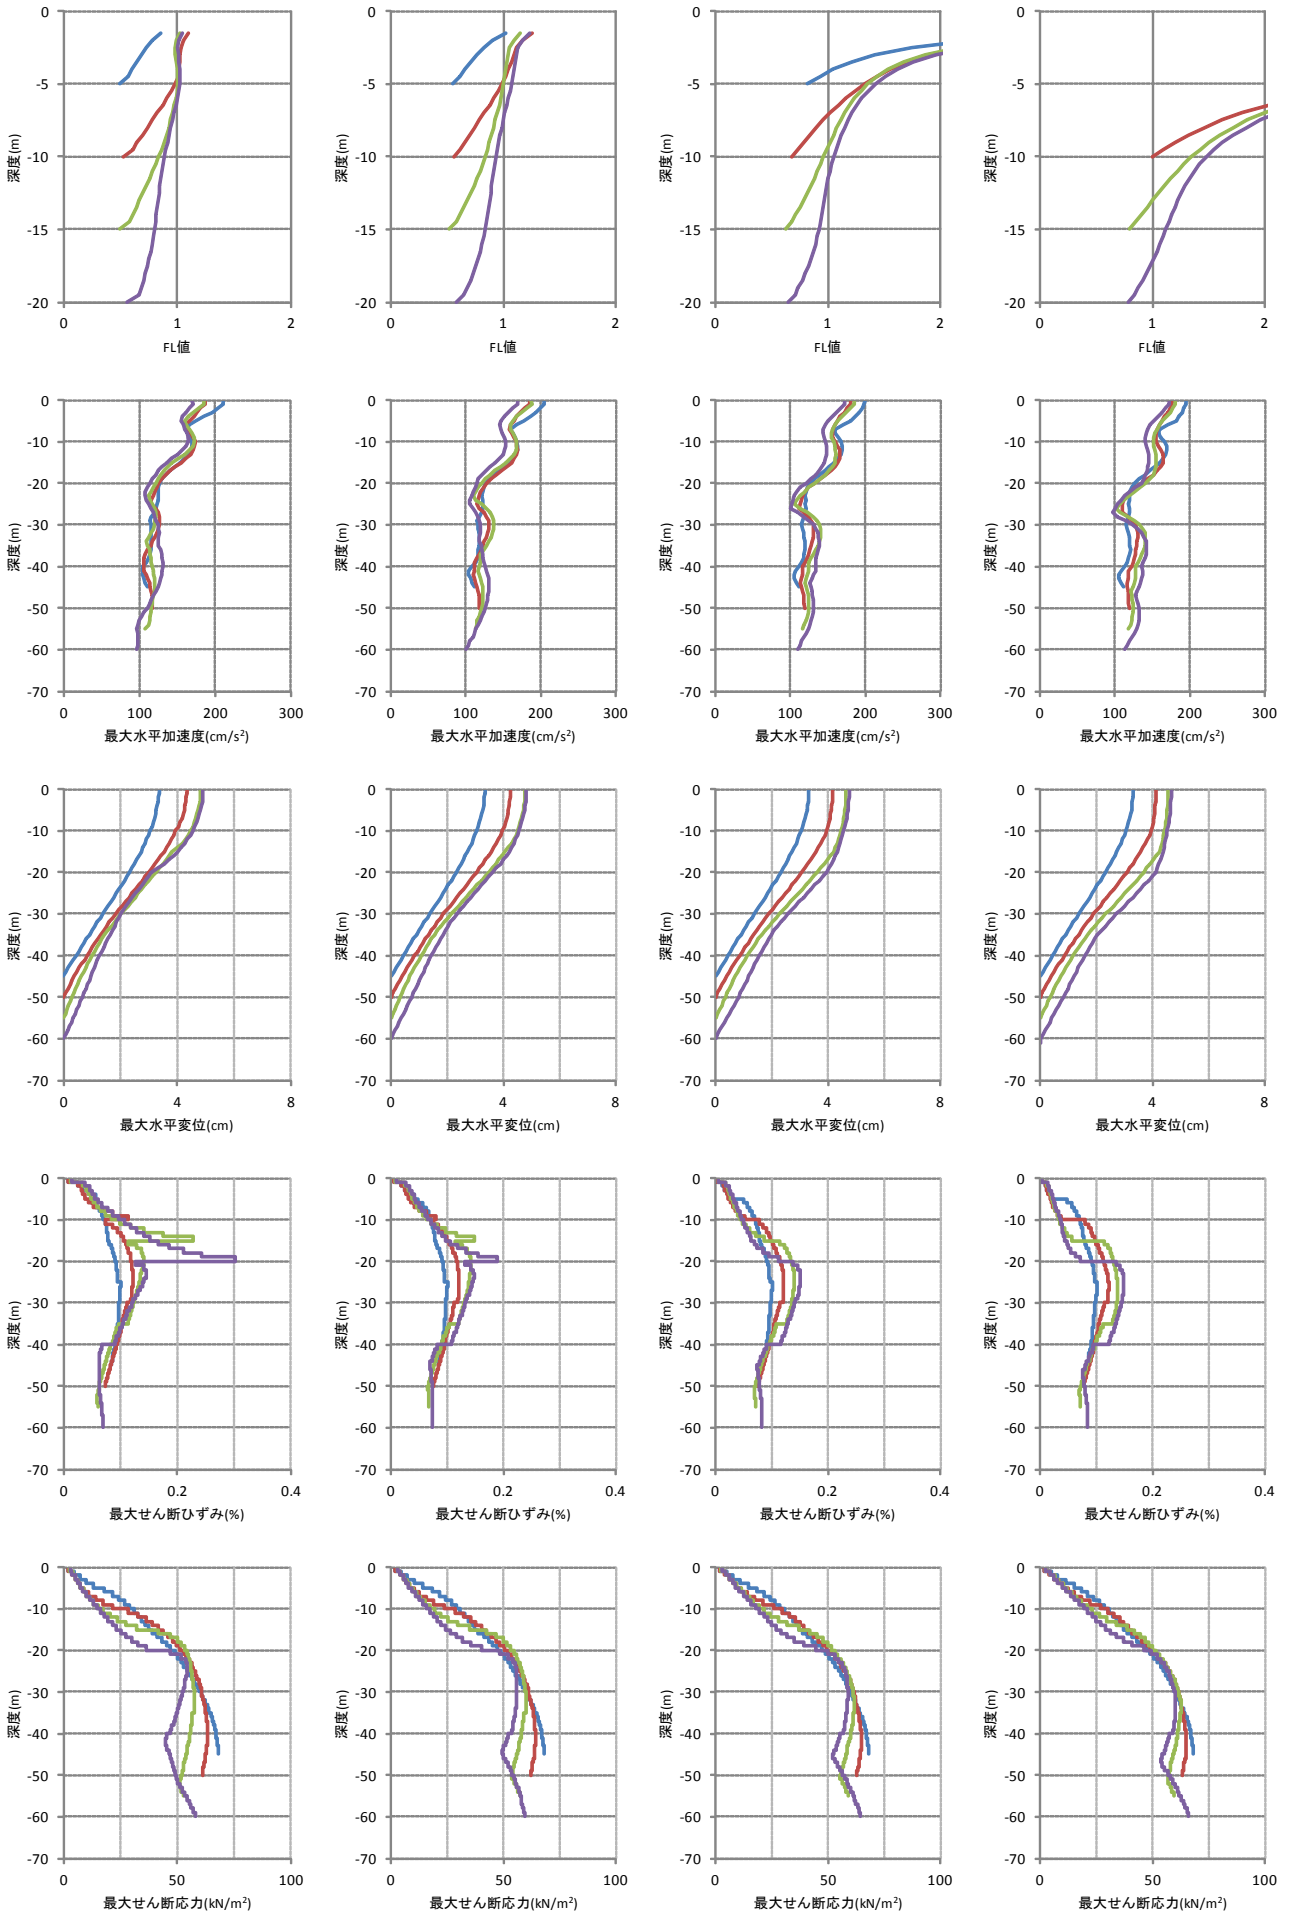 0 0 0 0
-5 -5 -5 -5
-10 -10 -10 -10
-15 -15 -15 -15
-20 -20 -20 -20
深度(m) 深度(m) 深度(m) 深度(m)
0 1 2 0 1 2 0 1 2 0 1 2
FL値 FL値 FL値 FL値
0 0 0 0
-10 -10 -10 -10
-20 -20 -20 -20
-30 -30 -30 -30
-40 -40 -40 -40
-50 -50 -50 -50
-60 -60 -60 -60
-70 -70 -70 -70
深度(m) 深度(m) 深度(m) 深度(m)
0 100 200 300 0 100 200 300 0 100 200 300 0 100 200 300
最大水平加速度(cm/s²) 最大水平加速度(cm/s²) 最大水平加速度(cm/s²) 最大水平加速度(cm/s²)
0 0 0 0
-10 -10 -10 -10
-20 -20 -20 -20
-30 -30 -30 -30
-40 -40 -40 -40
-50 -50 -50 -50
-60 -60 -60 -60
-70 -70 -70 -70
深度(m) 深度(m) 深度(m) 深度(m)
0 4 8 0 4 8 0 4 8 0 4 8
最大水平変位(cm) 最大水平変位(cm) 最大水平変位(cm) 最大水平変位(cm)
0 0 0 0
-10 -10 -10 -10
-20 -20 -20 -20
-30 -30 -30 -30
-40 -40 -40 -40
-50 -50 -50 -50
-60 -60 -60 -60
-70 -70 -70 -70
深度(m) 深度(m) 深度(m) 深度(m)
0 0.2 0.4 0 0.2 0.4 0 0.2 0.4 0 0.2 0.4
最大せん断ひずみ(%) 最大せん断ひずみ(%) 最大せん断ひずみ(%) 最大せん断ひずみ(%)
0 0 0 0
-10 -10 -10 -10
-20 -20 -20 -20
-30 -30 -30 -30
-40 -40 -40 -40
-50 -50 -50 -50
-60 -60 -60 -60
-70 -70 -70 -70
深度(m) 深度(m) 深度(m) 深度(m)
0 50 100 0 50 100 0 50 100 0 50 100
最大せん断応力(kN/m²) 最大せん断応力(kN/m²) 最大せん断応力(kN/m²) 最大せん断応力(kN/m²)